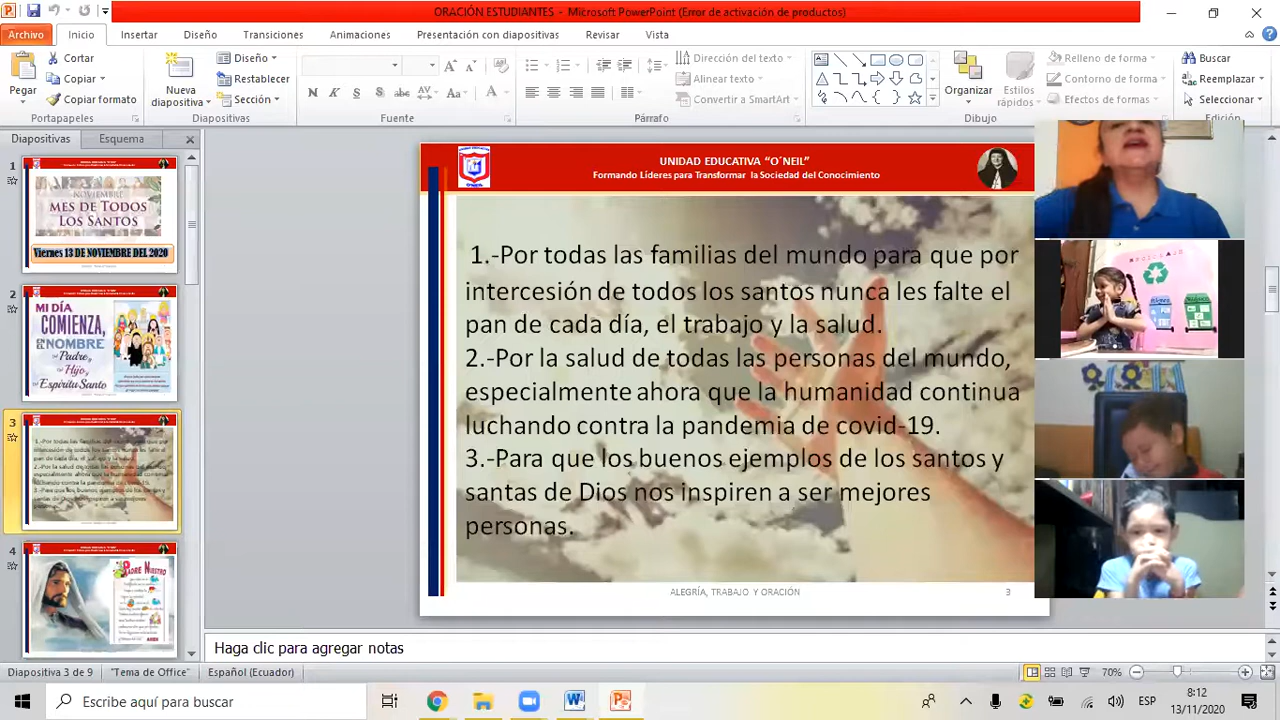 ORACIÓN ESTUDIANTES - Microsoft PowerPoint (Error de activación de productos)
Archivo Inicio Insertar Diseño Transiciones Animaciones Presentación con diapositivas Revisar Vista
Pegar
Cortar
Copiar
Copiar formato
Portapapeles
Nueva diapositiva
Diseño
Restablecer
Sección
Diapositivas
N K S S abc AV Aa A
Fuente
Dirección del texto
Alinear texto
Convertir a SmartArt
Párrafo
Organizar
Estilos rápidos
Relleno de forma
Contorno de forma
Efectos de formas
Dibujo
Buscar
Reemplazar
Seleccionar
Edición
Diapositivas Esquema
1
NOVIEMBRE
MES DE TODOS
LOS SANTOS
Viernes 13 DE NOVIEMBRE DEL 2020
2
MI DÍA
COMIENZA,
EN EL
NOMBRE
del Padre y
del Hijo y
del Espíritu Santo
3
4
PADRE NUESTRO
UNIDAD EDUCATIVA “O´NEIL”
Formando Líderes para Transformar la Sociedad del Conocimiento
1.-Por todas las familias del mundo para que por
intercesión de todos los santos nunca les falte el
pan de cada día, el trabajo y la salud.
2.-Por la salud de todas las personas del mundo,
especialmente ahora que la humanidad continua
luchando contra la pandemia de covid-19.
3.-Para que los buenos ejemplos de los santos y
santas de Dios nos inspiren a ser mejores
personas.
ALEGRÍA, TRABAJO Y ORACIÓN 3
Haga clic para agregar notas
Diapositiva 3 de 9 "Tema de Office" Español (Ecuador) 70%
Escribe aquí para buscar
ESP
8:12
13/11/2020